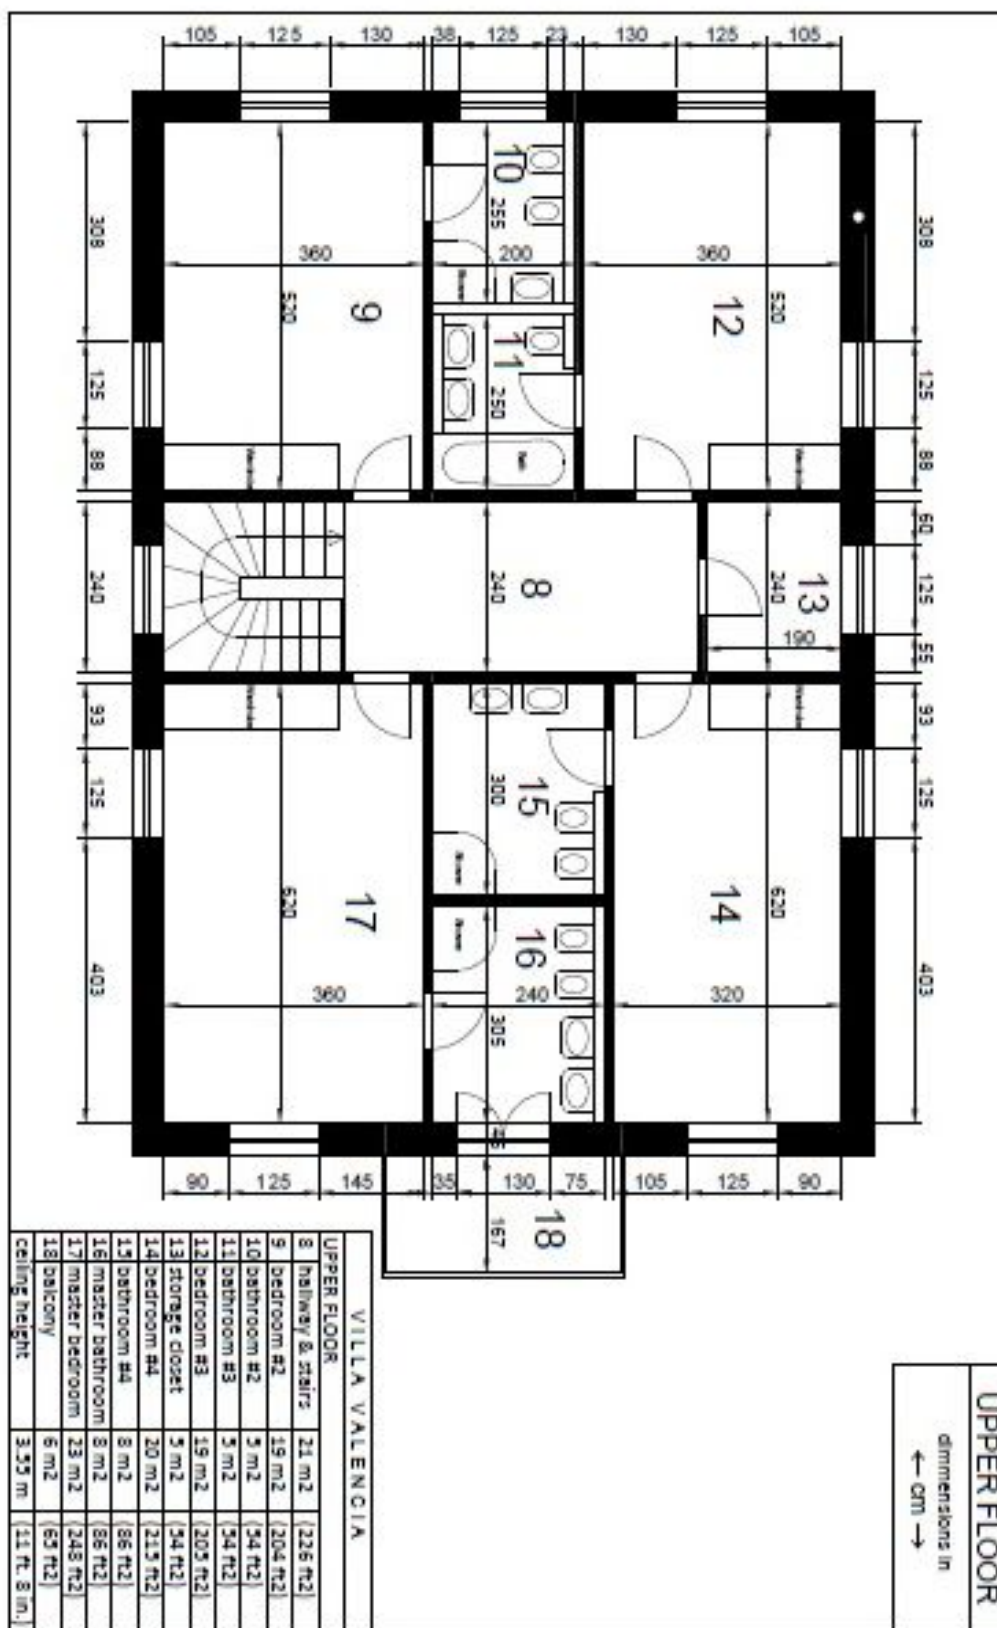 UPPER FLOOR
dimmensions in
← cm →
105 125 130 38 125 23 130 125 105
308 125 88 240 93 125 403
308 125 88 60 125 55 93 125 403
9
360
520
10
255
200
11
250
Bath
12
360
520
8
240
13
240
190
14
620
320
15
300
16
240
305
17
620
360
18
167
90 125 145 35 130 75 105 125 90
VILLA VALENCIA
UPPER FLOOR
8 hallway & stairs 21 m2 (226 ft2)
9 bedroom #2 19 m2 (204 ft2)
10 bathroom #2 5 m2 (54 ft2)
11 bathroom #3 5 m2 (54 ft2)
12 bedroom #3 19 m2 (205 ft2)
13 storage closet 5 m2 (54 ft2)
14 bedroom #4 20 m2 (215 ft2)
15 bathroom #4 8 m2 (86 ft2)
16 master bathroom 8 m2 (86 ft2)
17 master bedroom 23 m2 (248 ft2)
18 balcony 6 m2 (65 ft2)
ceiling height 3.55 m (11 ft. 8 in.)